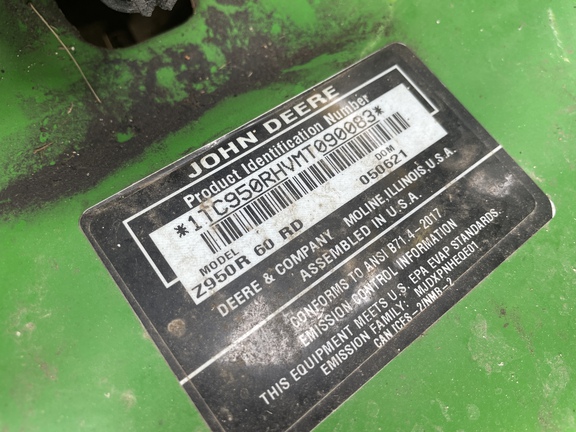 JOHN DEERE
Product Identification Number
*1TC950RHVMT090083*
MODEL DOM
Z950R 60 RD 050621
DEERE & COMPANY MOLINE, ILLINOIS, U.S.A.
ASSEMBLED IN U.S.A.
CONFORMS TO ANSI B71.4-2017
EMISSION CONTROL INFORMATION
THIS EQUIPMENT MEETS U.S. EPA EVAP STANDARDS.
EMISSION FAMILY: MJDXPNHEQE01
CAN ICES-2/NMB-2